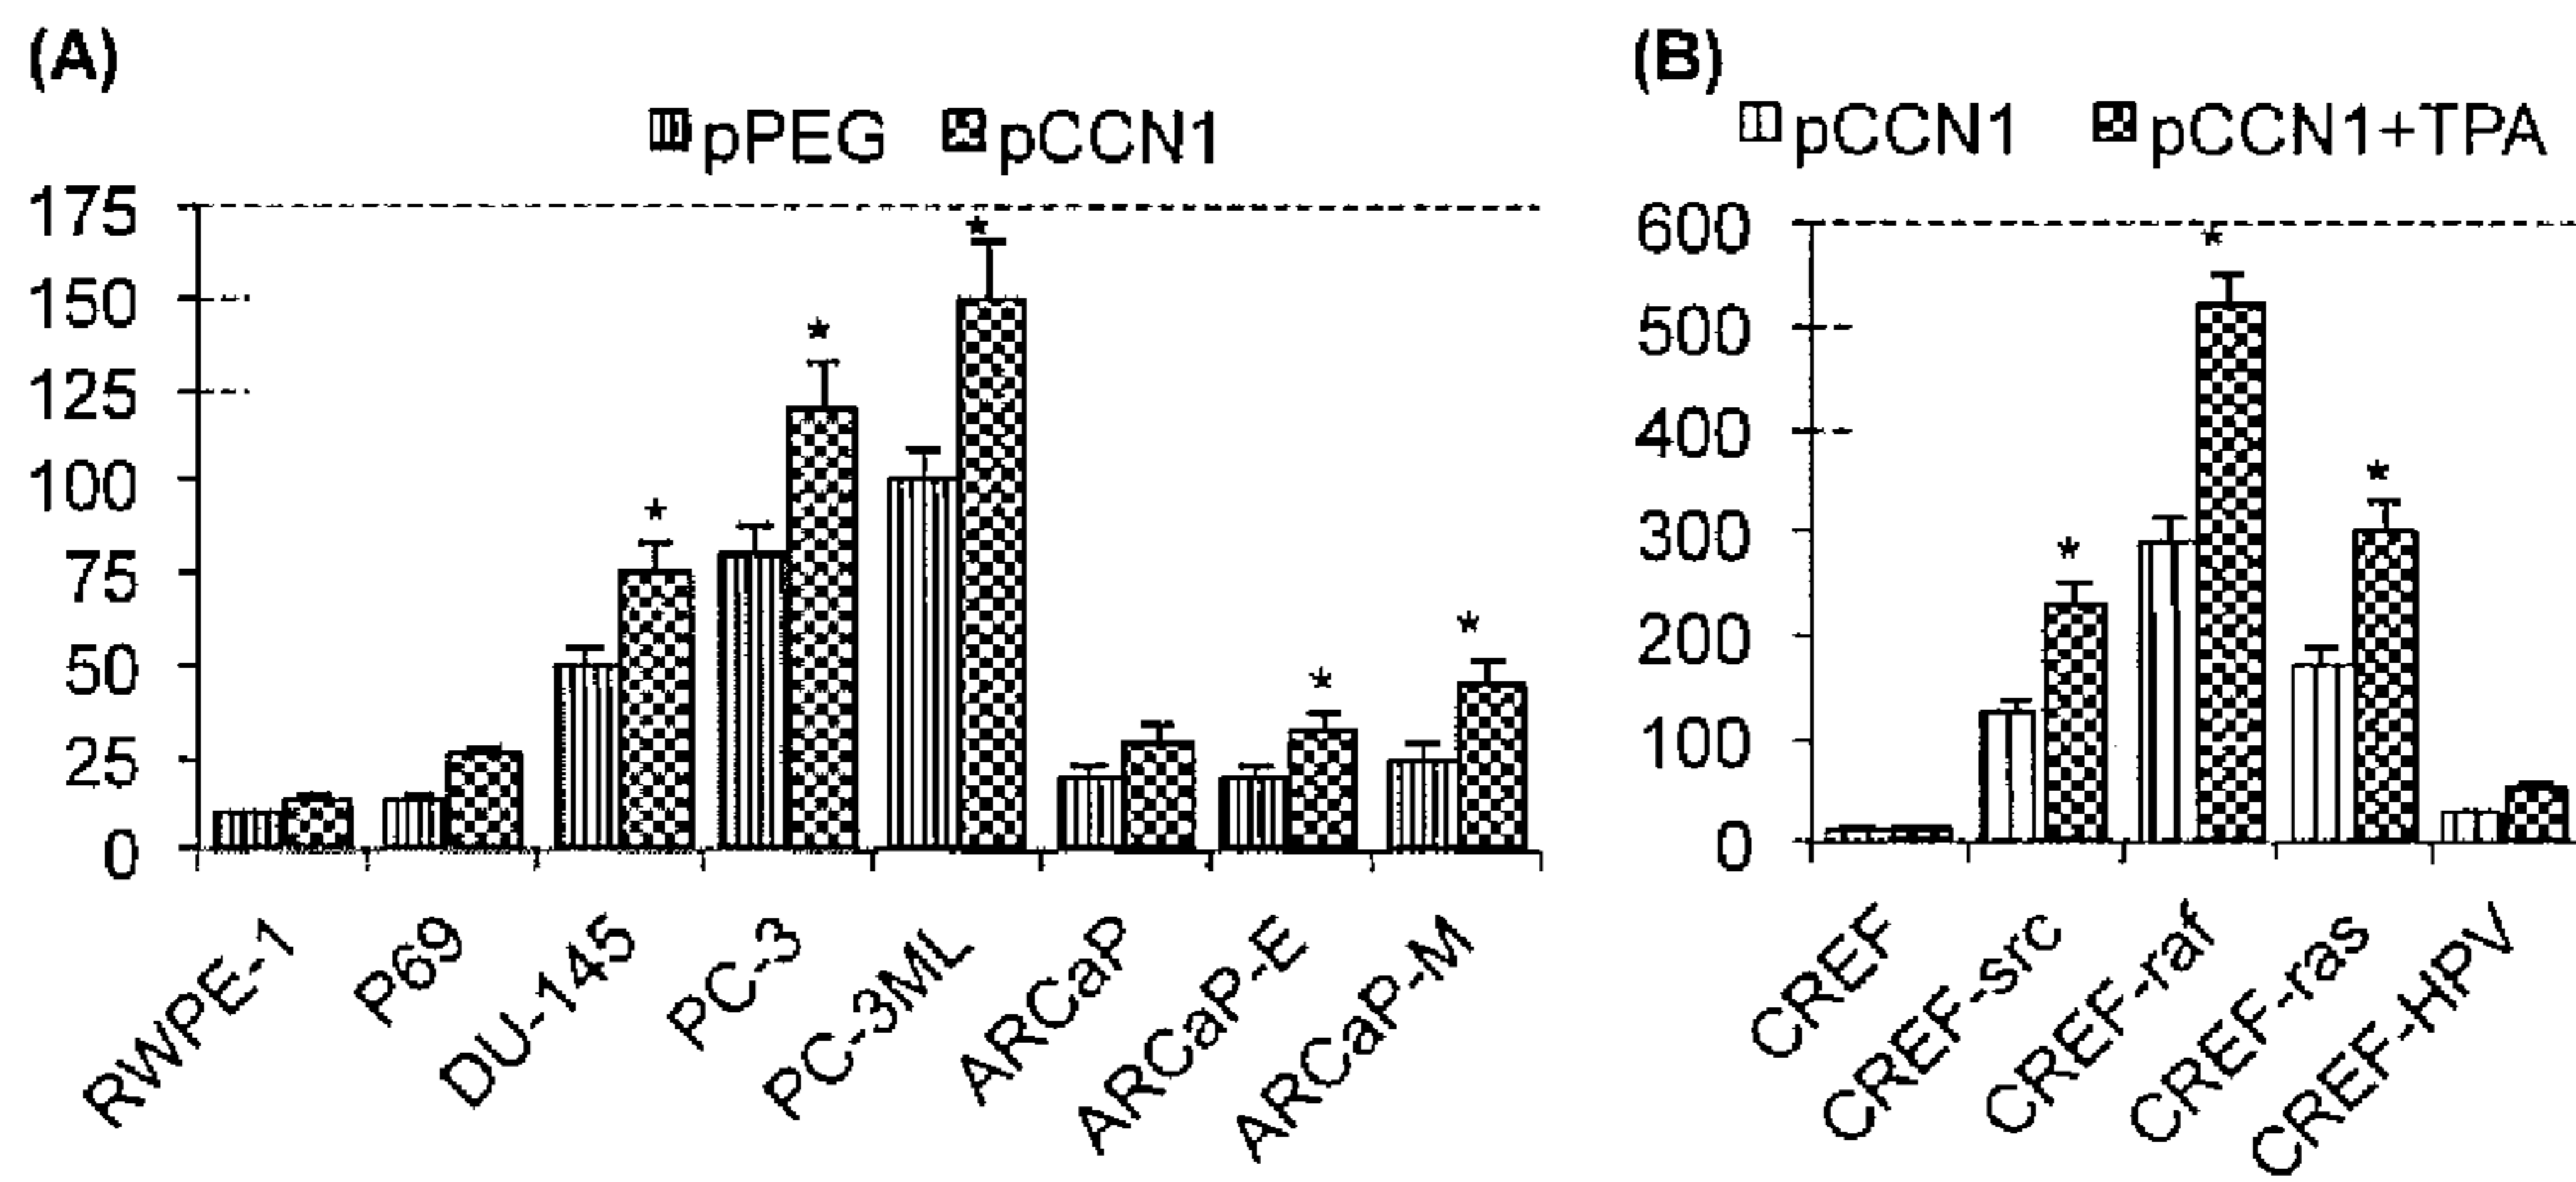 (A)
pPEG pCCN1
175
150
125
100
75
50
25
0
* * * * *
RWPE-1 P69 DU-145 PC-3 PC-3ML ARCaP ARCaP-E ARCaP-M
(B)
pCCN1 pCCN1+TPA
600
500
400
300
200
100
0
* * *
CREF CREF-src CREF-raf CREF-ras CREF-HPV